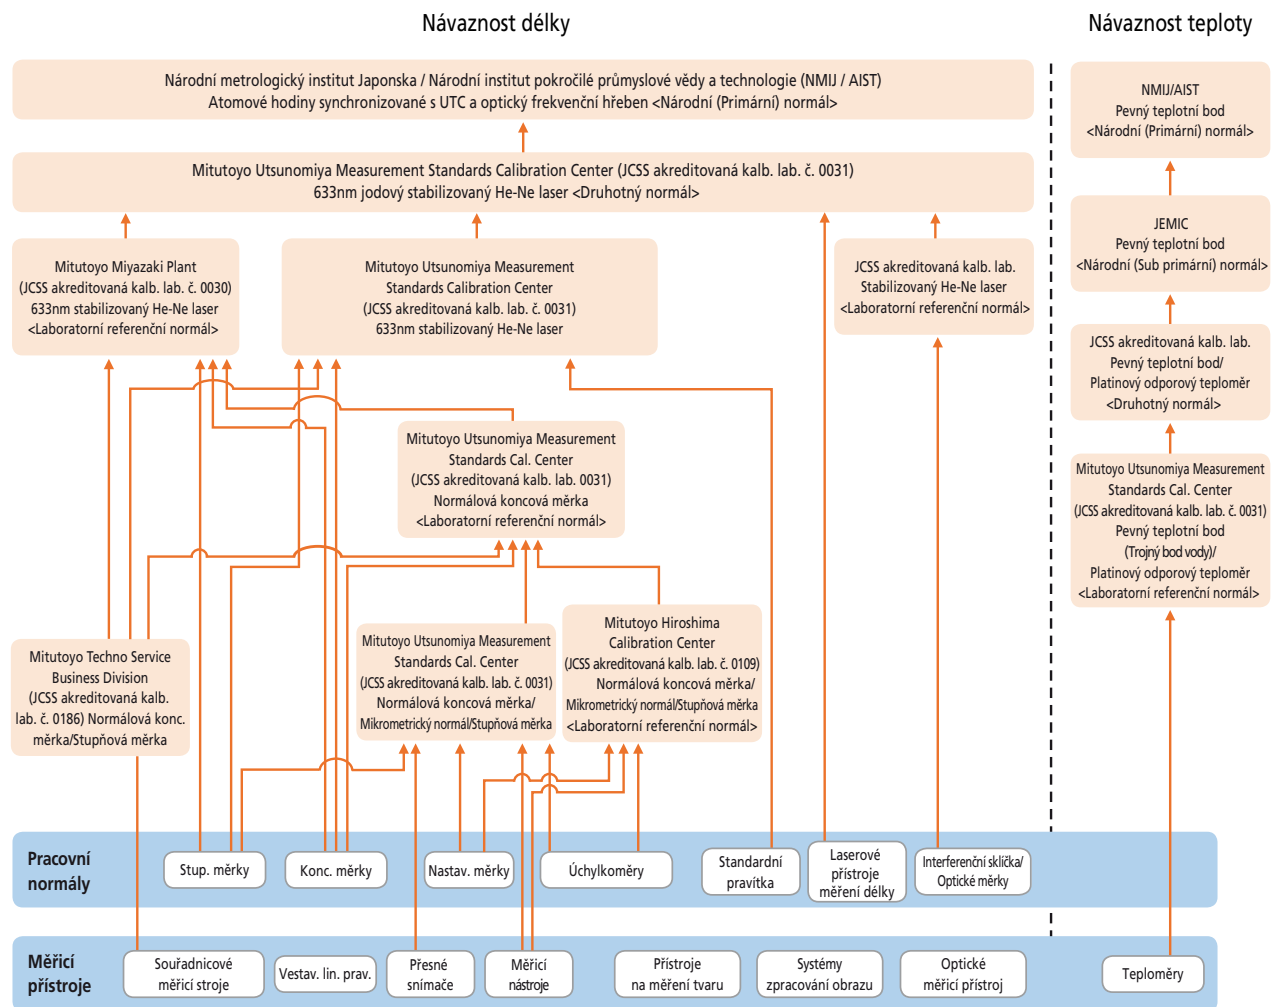 Návaznost délky
Návaznost teploty
Národní metrologický institut Japonska / Národní institut pokročilé průmyslové vědy a technologie (NMIJ / AIST)
Atomové hodiny synchronizované s UTC a optický frekvenční hřeben <Národní (Primární) normál>
NMIJ/AIST
Pevný teplotní bod
<Národní (Primární) normál>
Mitutoyo Utsunomiya Measurement Standards Calibration Center (JCSS akreditovaná kalb. lab. č. 0031)
633nm jodový stabilizovaný He-Ne laser <Druhotný normál>
JEMIC
Pevný teplotní bod
<Národní (Sub primární) normál>
Mitutoyo Miyazaki Plant
(JCSS akreditovaná kalb. lab. č. 0030)
633nm stabilizovaný He-Ne laser
<Laboratorní referenční normál>
Mitutoyo Utsunomiya Measurement
Standards Calibration Center
(JCSS akreditovaná kalb. lab. č. 0031)
633nm stabilizovaný He-Ne laser
JCSS akreditovaná kalb. lab.
Stabilizovaný He-Ne laser
<Laboratorní referenční normál>
JCSS akreditovaná kalb. lab.
Pevný teplotní bod/
Platinový odporový teploměr
<Druhotný normál>
Mitutoyo Utsunomiya Measurement
Standards Cal. Center
(JCSS akreditovaná kalb. lab. 0031)
Normálová koncová měrka
<Laboratorní referenční normál>
Mitutoyo Utsunomiya Measurement
Standards Cal. Center
(JCSS akreditovaná kalb. lab. č. 0031)
Pevný teplotní bod
(Trojný bod vody)/
Platinový odporový teploměr
<Laboratorní referenční normál>
Mitutoyo Techno Service
Business Division
(JCSS akreditovaná kalb.
lab. č. 0186) Normálová konc.
měrka/Stupňová měrka
Mitutoyo Utsunomiya Measurement
Standards Cal. Center
(JCSS akreditovaná kalb. lab. č. 0031)
Normálová koncová měrka/
Mikrometrický normál/Stupňová měrka
Mitutoyo Hiroshima
Calibration Center
(JCSS akreditovaná kalb. lab. č. 0109)
Normálová koncová měrka/
Mikrometrický normál/Stupňová měrka
<Laboratorní referenční normál>
Pracovní
normály
Stup. měrky
Konc. měrky
Nastav. měrky
Úchylkoměry
Standardní
pravítka
Laserové
přístroje
měření délky
Interferenční sklíčka/
Optické měrky
Měřicí
přístroje
Souřadnicové
měřicí stroje
Vestav. lin. prav.
Přesné
snímače
Měřicí
nástroje
Přístroje
na měření tvaru
Systémy
zpracování obrazu
Optické
měřicí přístroj
Teploměry